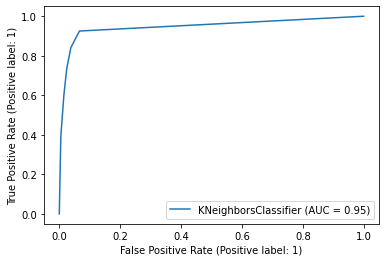 True Positive Rate (Positive label: 1)
1.0
0.8
0.6
0.4
0.2
0.0
0.0 0.2 0.4 0.6 0.8 1.0
False Positive Rate (Positive label: 1)
KNeighborsClassifier (AUC = 0.95)